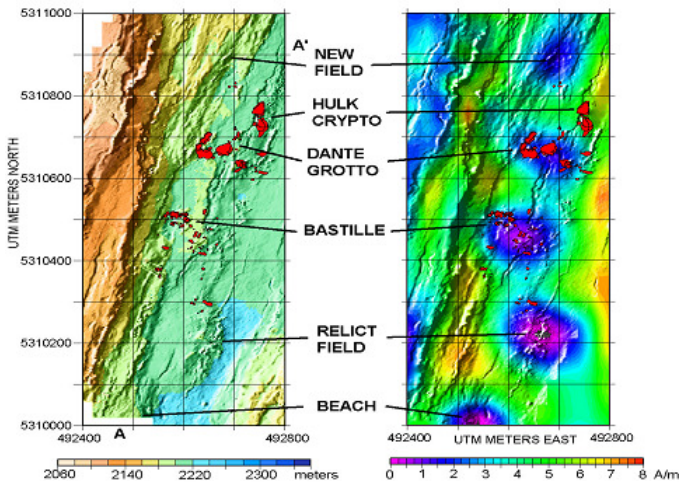 5311000
5310800
5310600
5310400
5310200
5310000
UTM METERS NORTH
A'
A
NEW
FIELD
HULK
CRYPTO
DANTE
GROTTO
BASTILLE
RELICT
FIELD
BEACH
492400
492800
492400
UTM METERS EAST
492800
2060
2140
2220
2300
meters
0
1
2
3
4
5
6
7
8
A/m